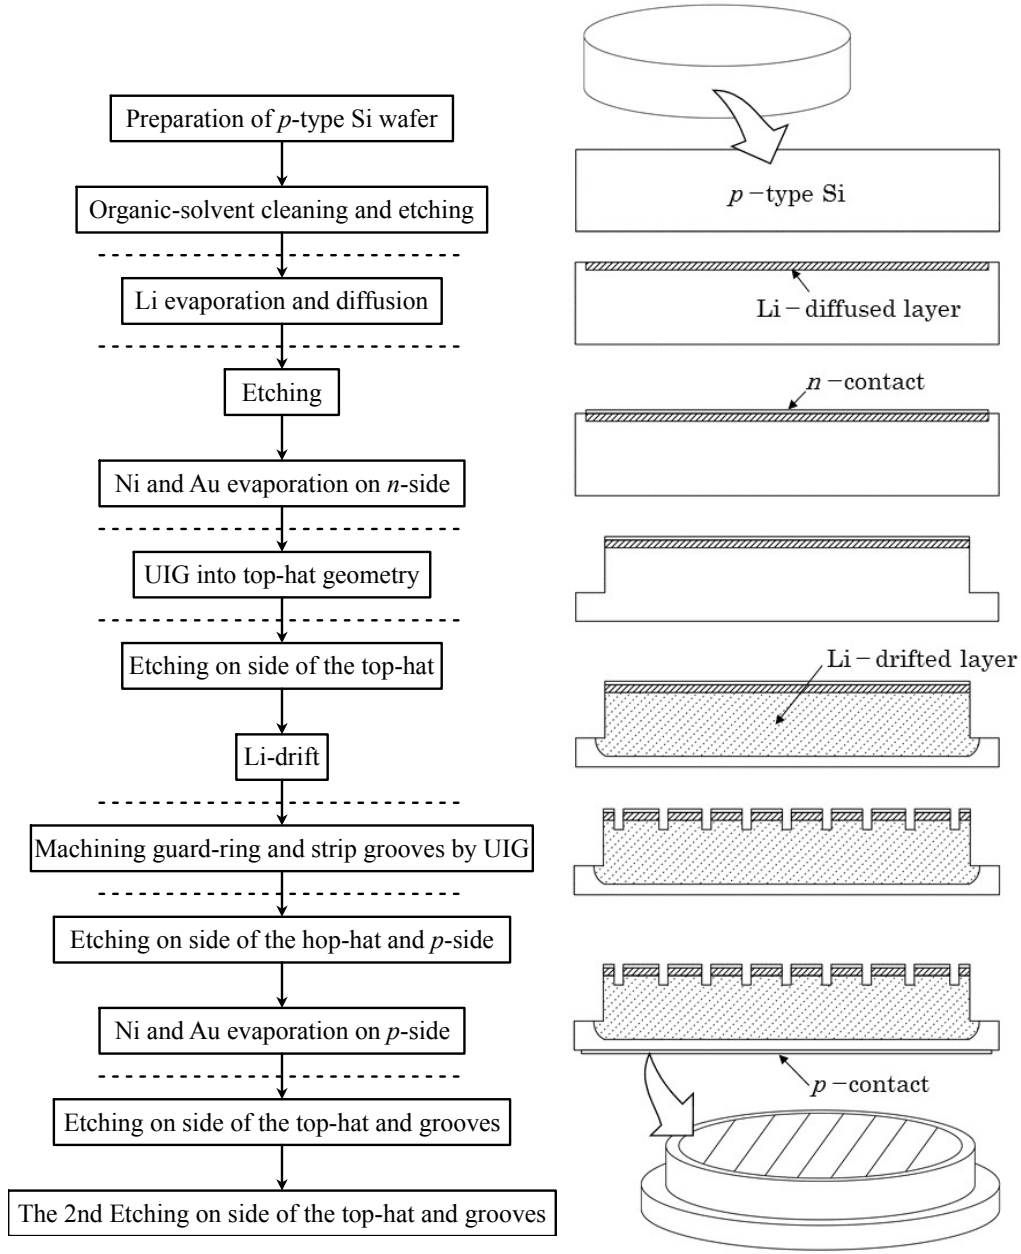 Preparation of p-type Si wafer
Organic-solvent cleaning and etching
Li evaporation and diffusion
Etching
Ni and Au evaporation on n-side
UIG into top-hat geometry
Etching on side of the top-hat
Li-drift
Machining guard-ring and strip grooves by UIG
Etching on side of the hop-hat and p-side
Ni and Au evaporation on p-side
Etching on side of the top-hat and grooves
The 2nd Etching on side of the top-hat and grooves
p-type Si
Li-diffused layer
n-contact
Li-drifted layer
p-contact